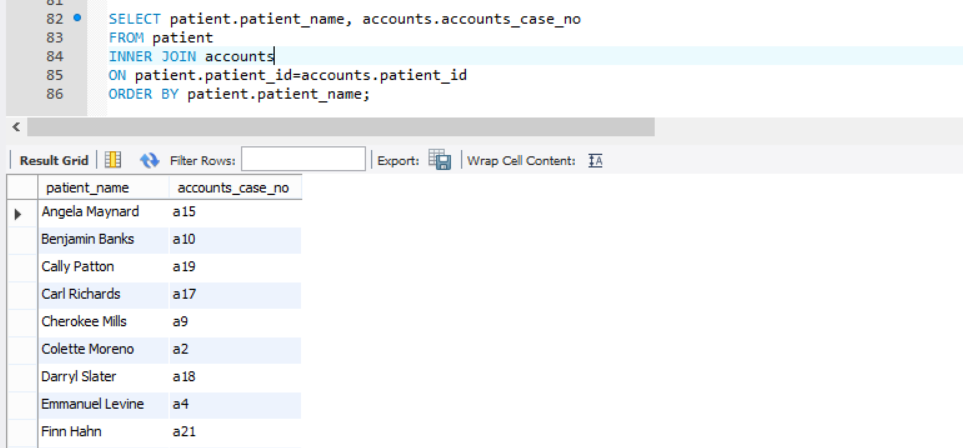 81
82 SELECT patient.patient_name, accounts.accounts_case_no
83 FROM patient
84 INNER JOIN accounts
85 ON patient.patient_id=accounts.patient_id
86 ORDER BY patient.patient_name;
Result Grid Filter Rows: Export: Wrap Cell Content: IA
patient_name accounts_case_no
Angela Maynard a15
Benjamin Banks a10
Cally Patton a19
Carl Richards a17
Cherokee Mills a9
Colette Moreno a2
Darryl Slater a18
Emmanuel Levine a4
Finn Hahn a21